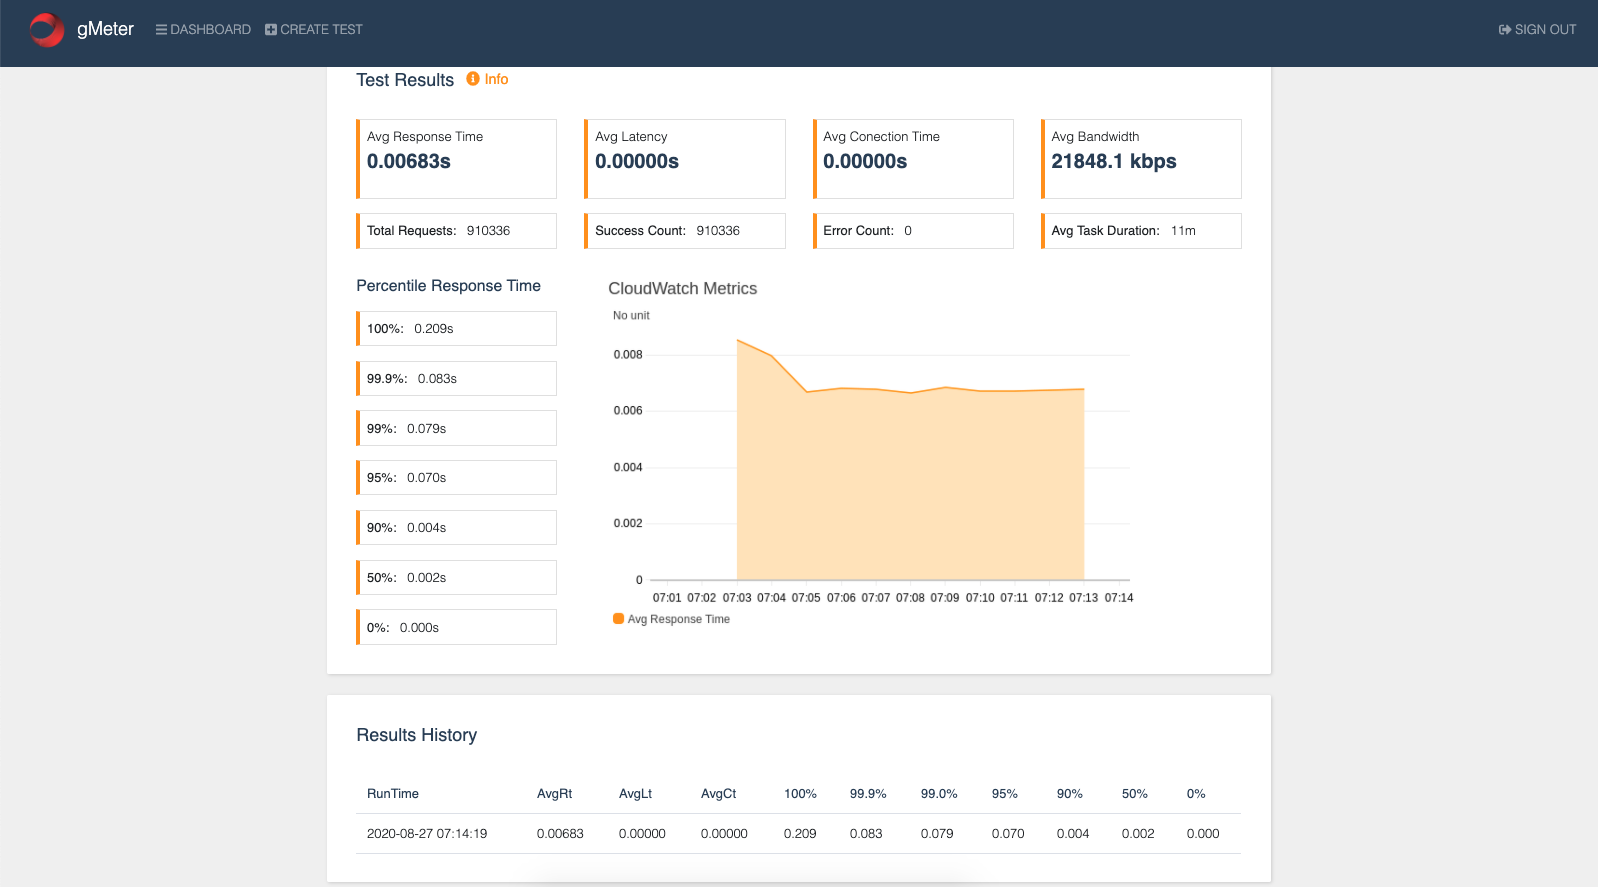 gMeter DASHBOARD CREATE TEST SIGN OUT
Test Results Info
Avg Response Time
0.00683s
Avg Latency
0.00000s
Avg Conection Time
0.00000s
Avg Bandwidth
21848.1 kbps
Total Requests: 910336
Success Count: 910336
Error Count: 0
Avg Task Duration: 11m
Percentile Response Time
100%: 0.209s
99.9%: 0.083s
99%: 0.079s
95%: 0.070s
90%: 0.004s
50%: 0.002s
0%: 0.000s
CloudWatch Metrics
No unit
0.008
0.006
0.004
0.002
0
07:01 07:02 07:03 07:04 07:05 07:06 07:07 07:08 07:09 07:10 07:11 07:12 07:13 07:14
Avg Response Time
Results History
RunTime AvgRt AvgLt AvgCt 100% 99.9% 99.0% 95% 90% 50% 0%
2020-08-27 07:14:19 0.00683 0.00000 0.00000 0.209 0.083 0.079 0.070 0.004 0.002 0.000